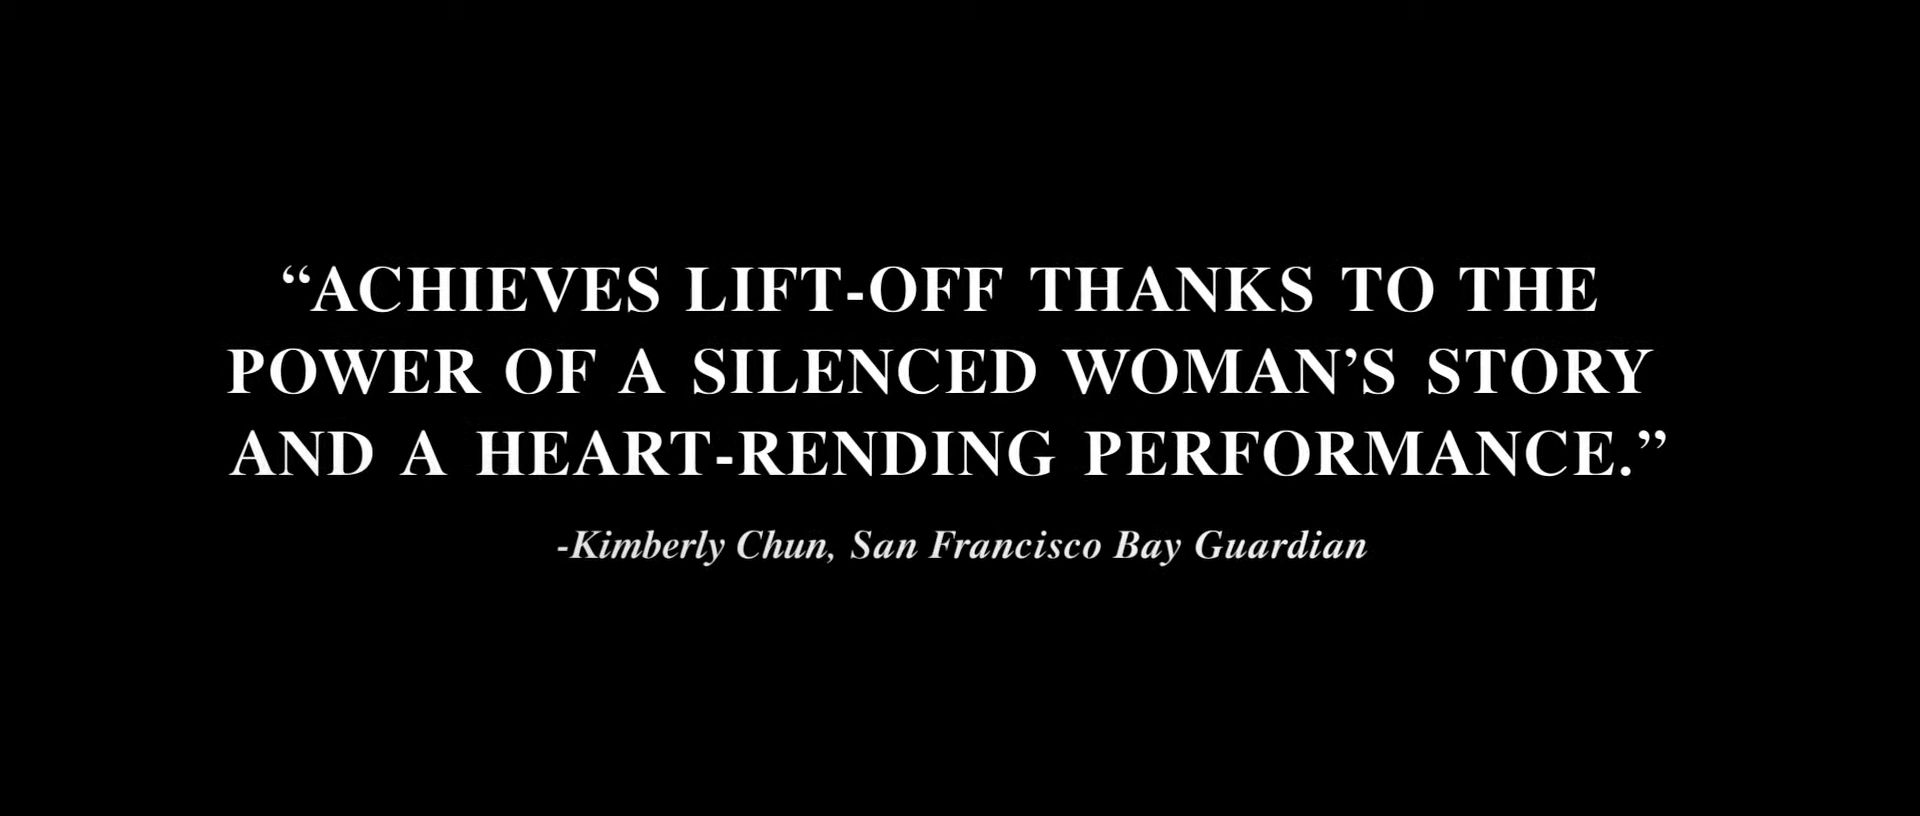 “ACHIEVES LIFT-OFF THANKS TO THE
POWER OF A SILENCED WOMAN’S STORY
AND A HEART-RENDING PERFORMANCE.”
-Kimberly Chun, San Francisco Bay Guardian